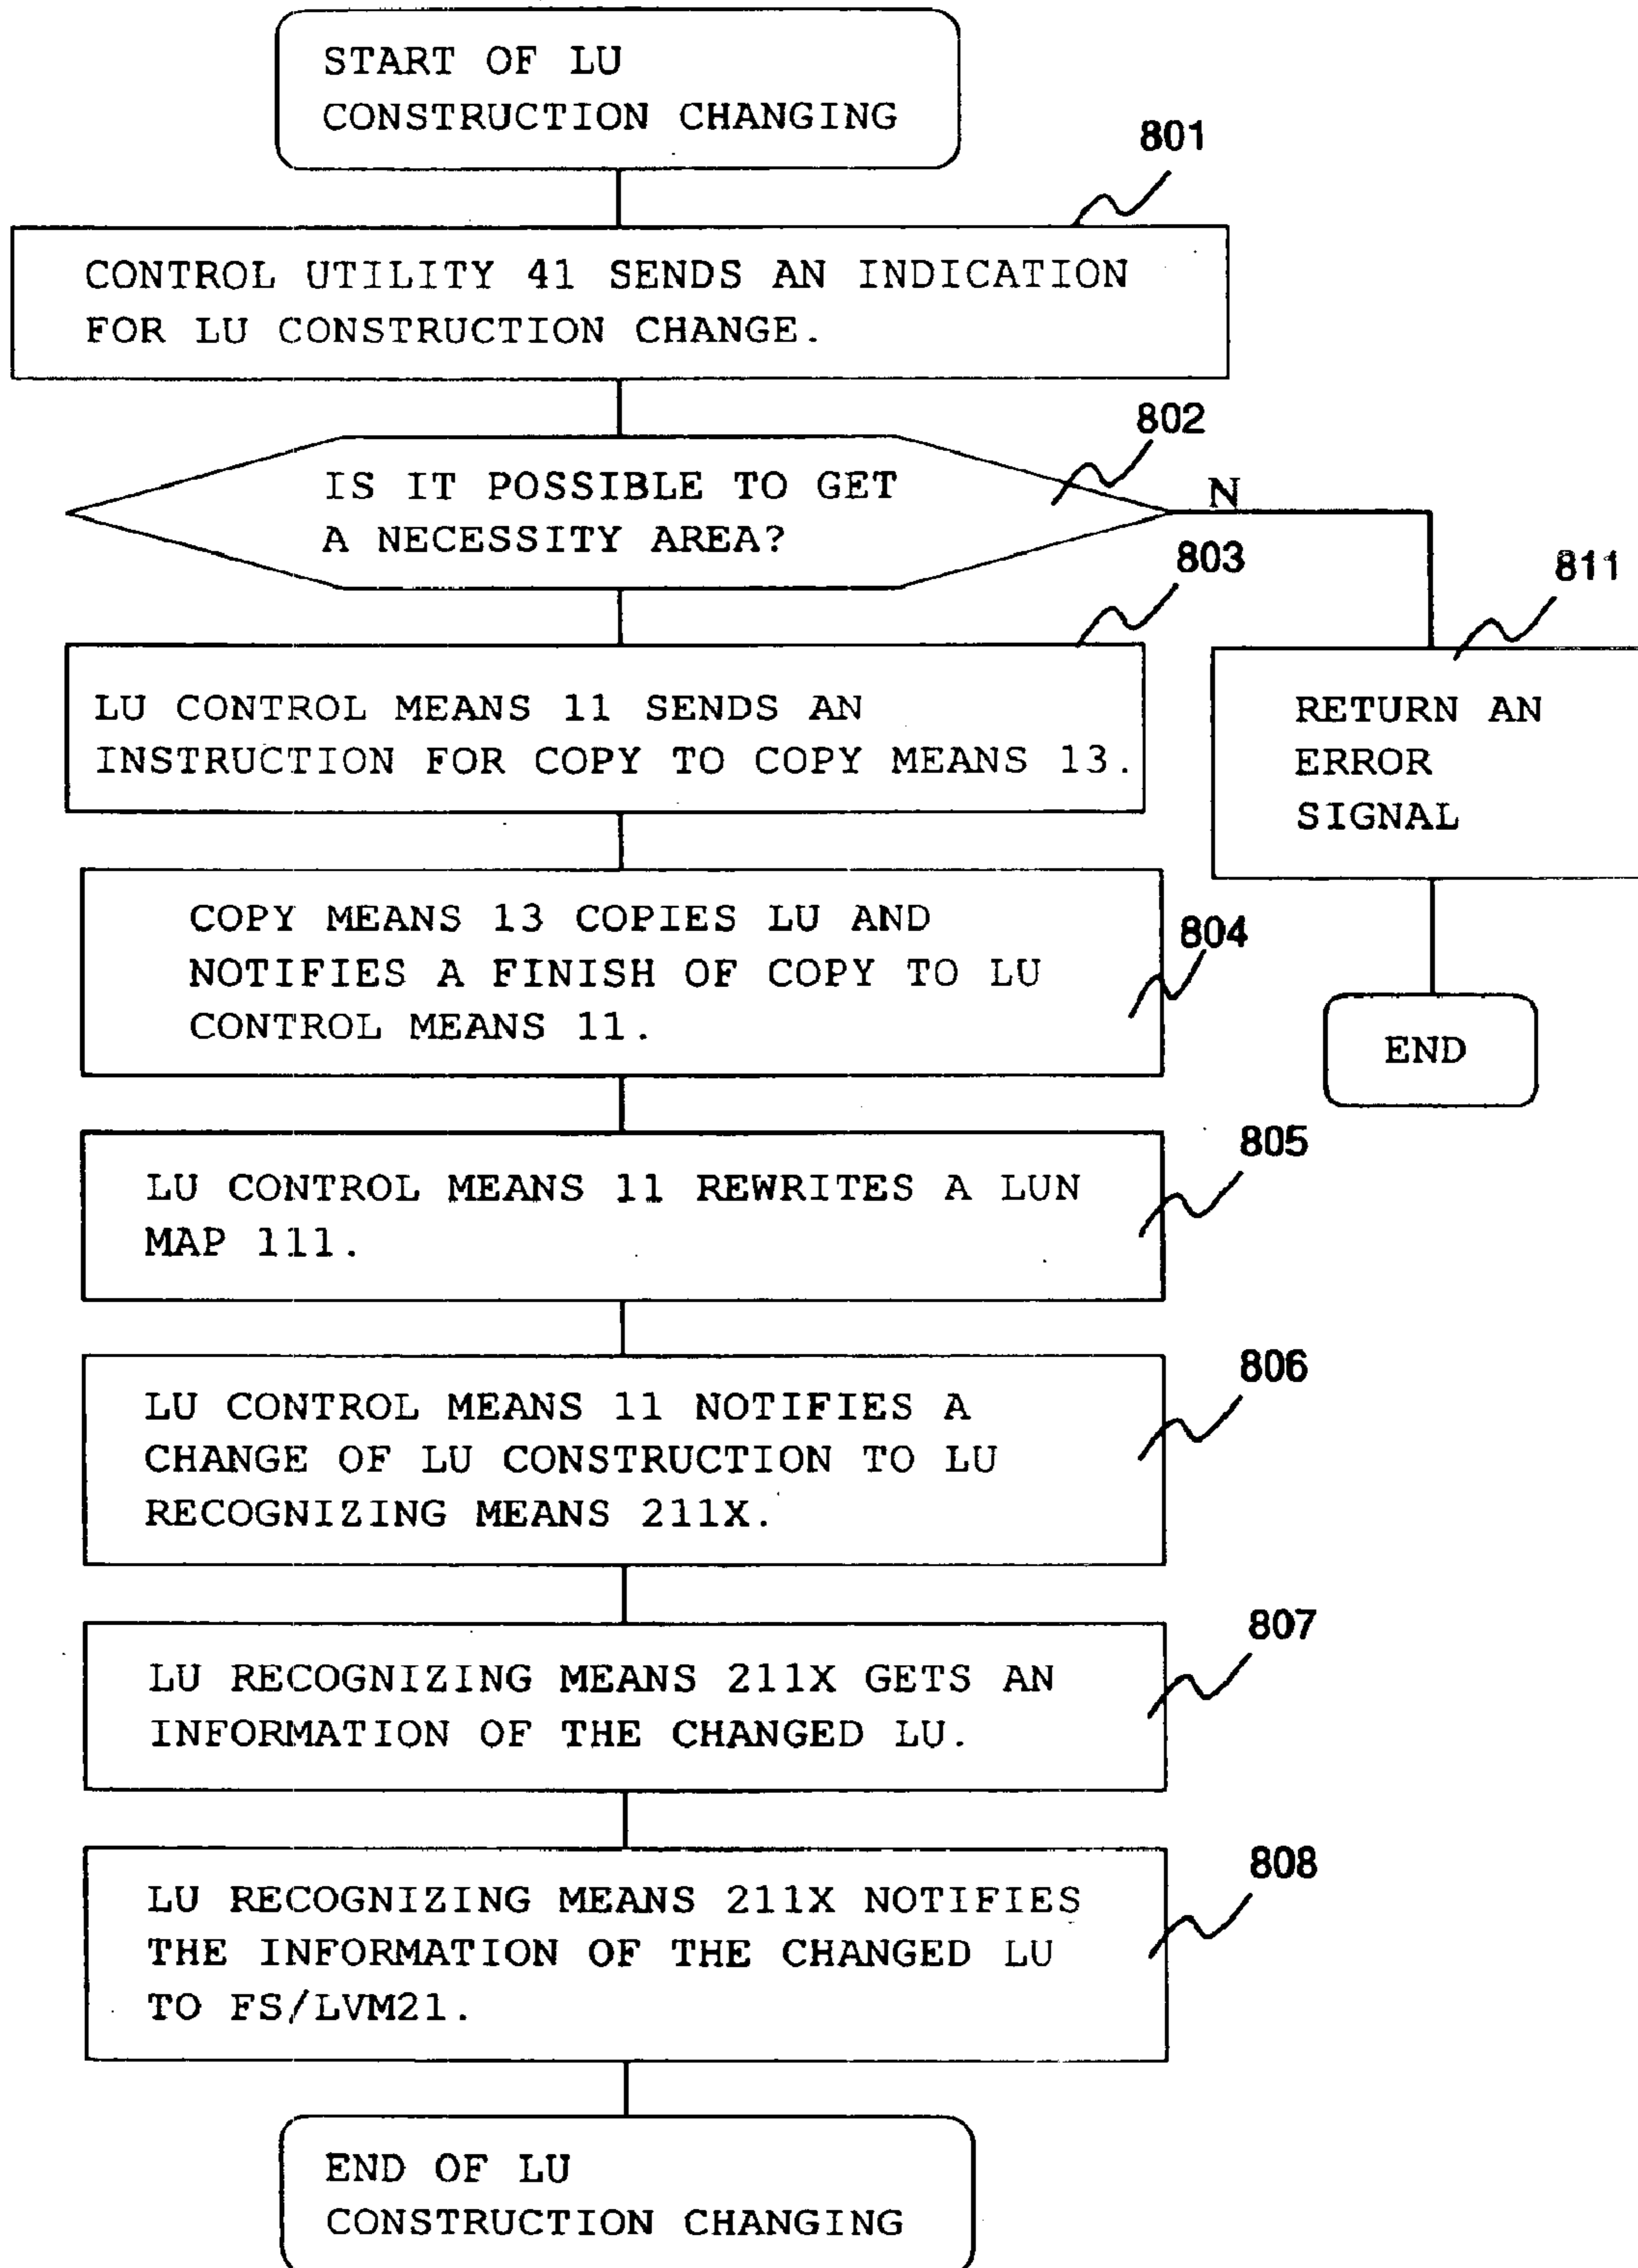 START OF LU
CONSTRUCTION CHANGING
801
CONTROL UTILITY 41 SENDS AN INDICATION
FOR LU CONSTRUCTION CHANGE.
802
IS IT POSSIBLE TO GET
A NECESSITY AREA?
N
803
811
LU CONTROL MEANS 11 SENDS AN
INSTRUCTION FOR COPY TO COPY MEANS 13.
RETURN AN
ERROR
SIGNAL
COPY MEANS 13 COPIES LU AND
NOTIFIES A FINISH OF COPY TO LU
CONTROL MEANS 11.
804
END
805
LU CONTROL MEANS 11 REWRITES A LUN
MAP 111.
806
LU CONTROL MEANS 11 NOTIFIES A
CHANGE OF LU CONSTRUCTION TO LU
RECOGNIZING MEANS 211X.
807
LU RECOGNIZING MEANS 211X GETS AN
INFORMATION OF THE CHANGED LU.
808
LU RECOGNIZING MEANS 211X NOTIFIES
THE INFORMATION OF THE CHANGED LU
TO FS/LVM21.
END OF LU
CONSTRUCTION CHANGING